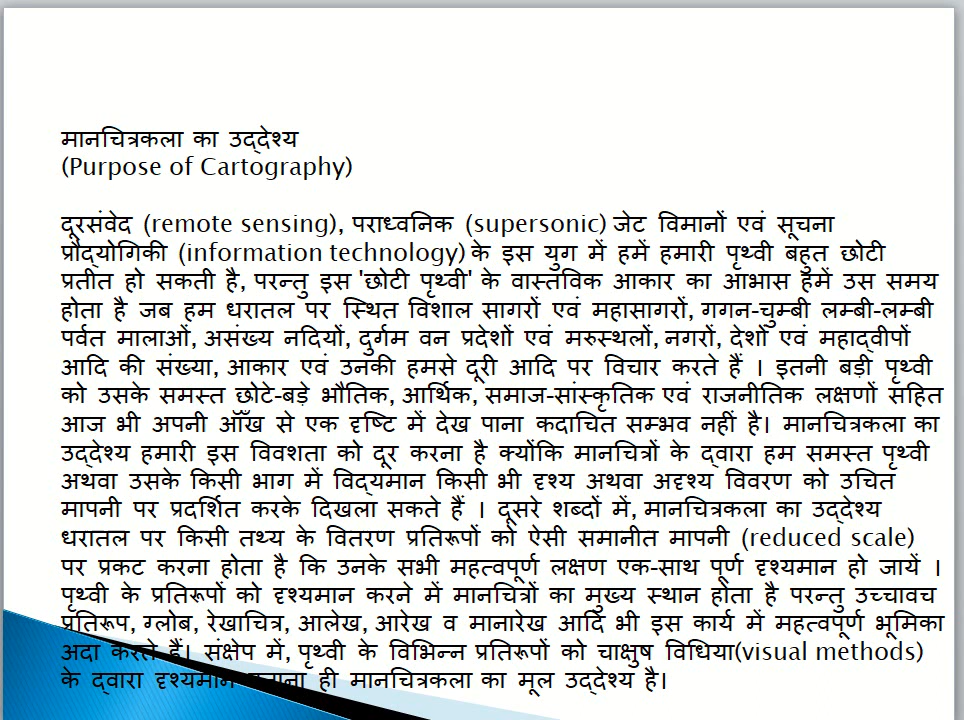 मानचित्रकला का उद्देश्य
(Purpose of Cartography)
दूरसंवेद (remote sensing), पराध्वनिक (supersonic) जेट विमानों एवं सूचना
प्रौद्योगिकी (information technology) के इस युग में हमें हमारी पृथ्वी बहुत छोटी
प्रतीत हो सकती है, परन्तु इस 'छोटी पृथ्वी' के वास्तविक आकार का आभास हमें उस समय
होता है जब हम धरातल पर स्थित विशाल सागरों एवं महासागरों, गगन-चुम्बी लम्बी-लम्बी
पर्वत मालाओं, असंख्य नदियों, दुर्गम वन प्रदेशों एवं मरुस्थलों, नगरों, देशों एवं महाद्वीपों
आदि की संख्या, आकार एवं उनकी हमसे दूरी आदि पर विचार करते हैं । इतनी बड़ी पृथ्वी
को उसके समस्त छोटे-बड़े भौतिक, आर्थिक, समाज-सांस्कृतिक एवं राजनीतिक लक्षणों सहित
आज भी अपनी ऑँख से एक दृष्टि में देख पाना कदाचित सम्भव नहीं है। मानचित्रकला का
उद्देश्य हमारी इस विवशता को दूर करना है क्योंकि मानचित्रों के द्वारा हम समस्त पृथ्वी
अथवा उसके किसी भाग में विद्यमान किसी भी दृश्य अथवा अदृश्य विवरण को उचित
मापनी पर प्रदर्शित करके दिखला सकते हैं । दूसरे शब्दों में, मानचित्रकला का उद्देश्य
धरातल पर किसी तथ्य के वितरण प्रतिरूपों को ऐसी समानीत मापनी (reduced scale)
पर प्रकट करना होता है कि उनके सभी महत्वपूर्ण लक्षण एक-साथ पूर्ण दृश्यमान हो जायें ।
पृथ्वी के प्रतिरूपों को दृश्यमान करने में मानचित्रों का मुख्य स्थान होता है परन्तु उच्चावच
प्रतिरूप, ग्लोब, रेखाचित्र, आलेख, आरेख व मानारेख आदि भी इस कार्य में महत्वपूर्ण भूमिका
अदा करते हैं। संक्षेप में, पृथ्वी के विभिन्न प्रतिरूपों को चाक्षुष विधिया(visual methods)
के द्वारा दृश्यमान ही मानचित्रकला का मूल उद्देश्य है।